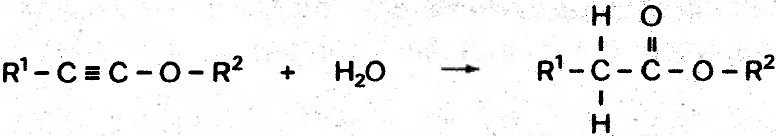 H O
R¹-C≡C-O-R² + H₂O → R¹-C-C-O-R²
H